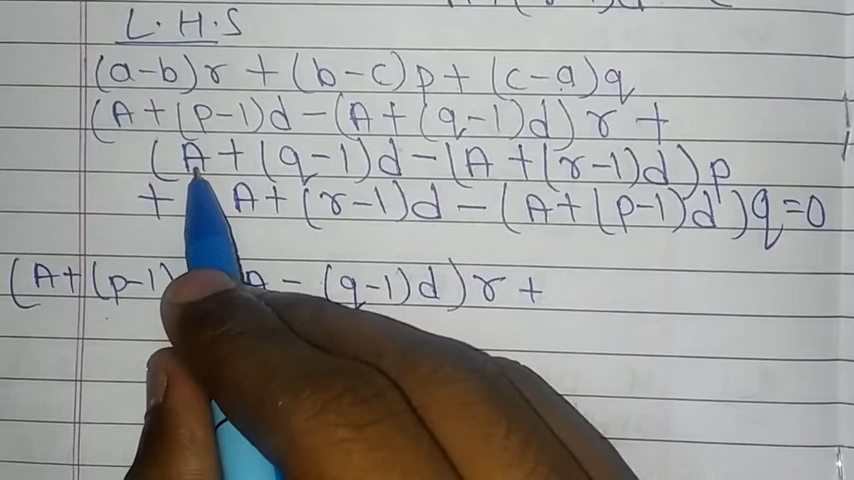 L.H.S
(a-b)r + (b-c)p + (c-a)q
(A+(p-1)d-(A+(q-1)d)r +
(A+(q-1)d-(A+(r-1)d)p
+ A+(r-1)d-(A+(p-1)d)q=0
(A+(p-1) A-(q-1)d)r +